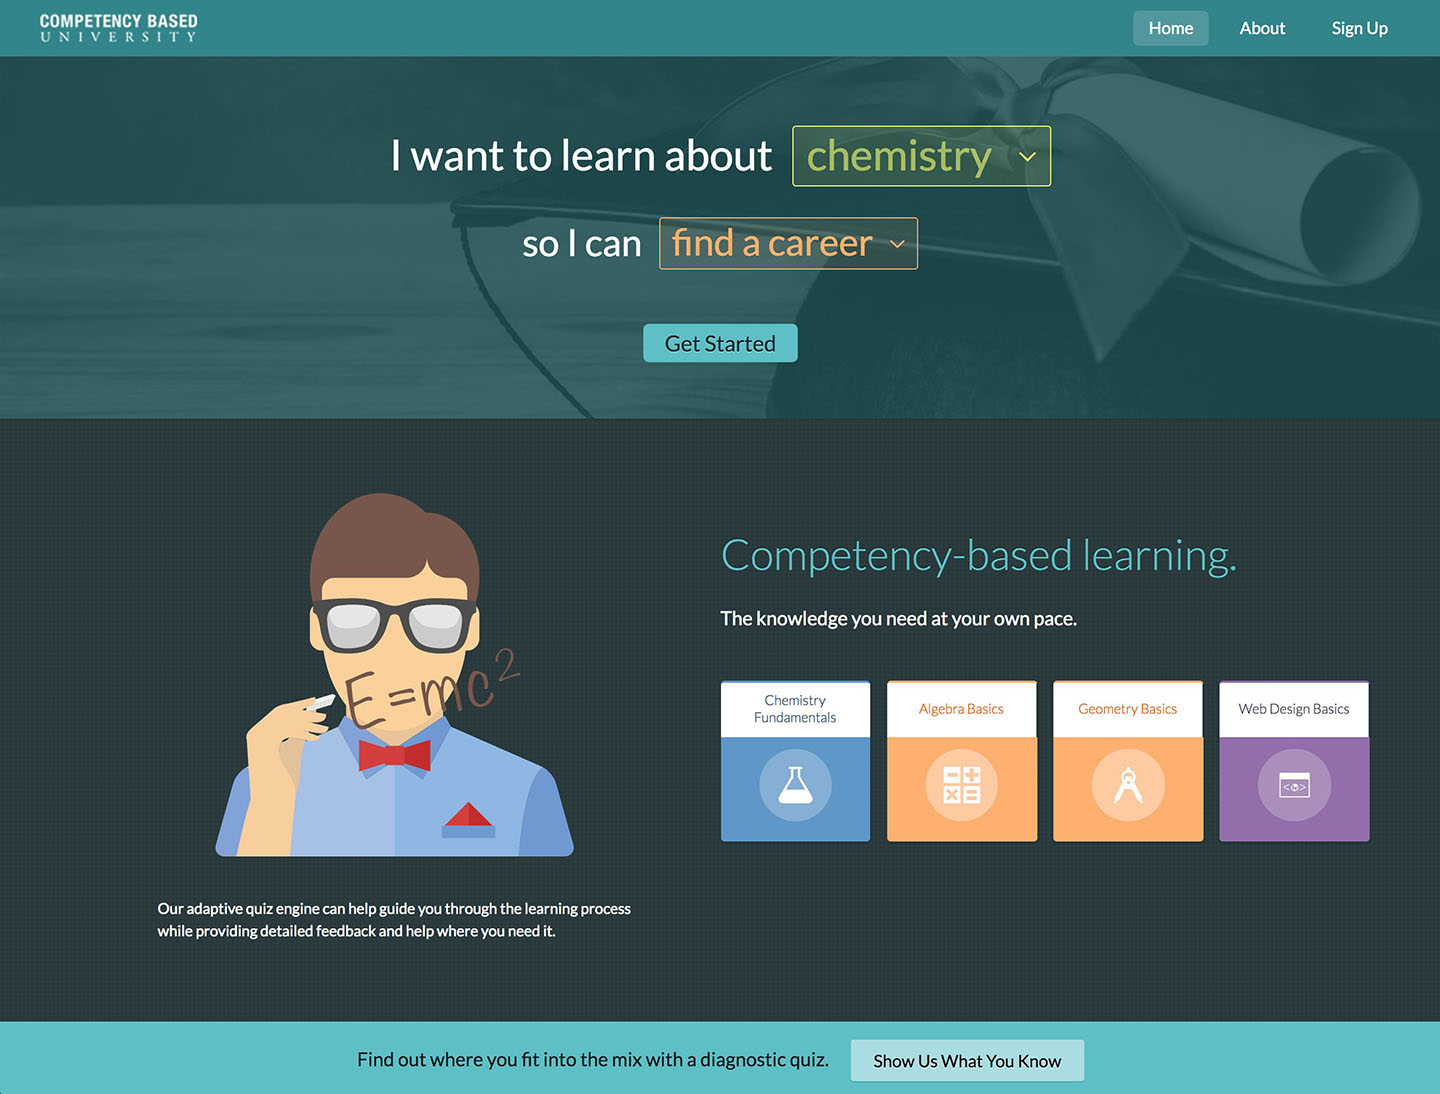 COMPETENCY BASED
UNIVERSITY
Home About Sign Up
I want to learn about chemistry
so I can find a career
Get Started
E=mc²
Competency-based learning.
The knowledge you need at your own pace.
Chemistry
Fundamentals
Algebra Basics
Geometry Basics
Web Design Basics
Our adaptive quiz engine can help guide you through the learning process
while providing detailed feedback and help where you need it.
Find out where you fit into the mix with a diagnostic quiz. Show Us What You Know